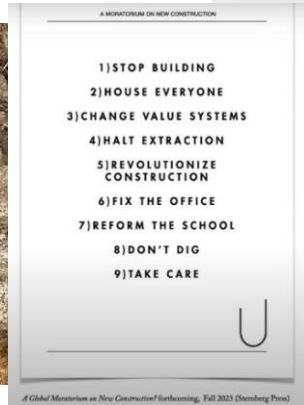 A MORATORIUM ON NEW CONSTRUCTION
1)STOP BUILDING
2)HOUSE EVERYONE
3)CHANGE VALUE SYSTEMS
4)HALT EXTRACTION
5)REVOLUTIONIZE
CONSTRUCTION
6)FIX THE OFFICE
7)REFORM THE SCHOOL
8)DON'T DIG
9)TAKE CARE
U
A Global Moratorium on New Construction? forthcoming, Fall 2023 (Sternberg Press)